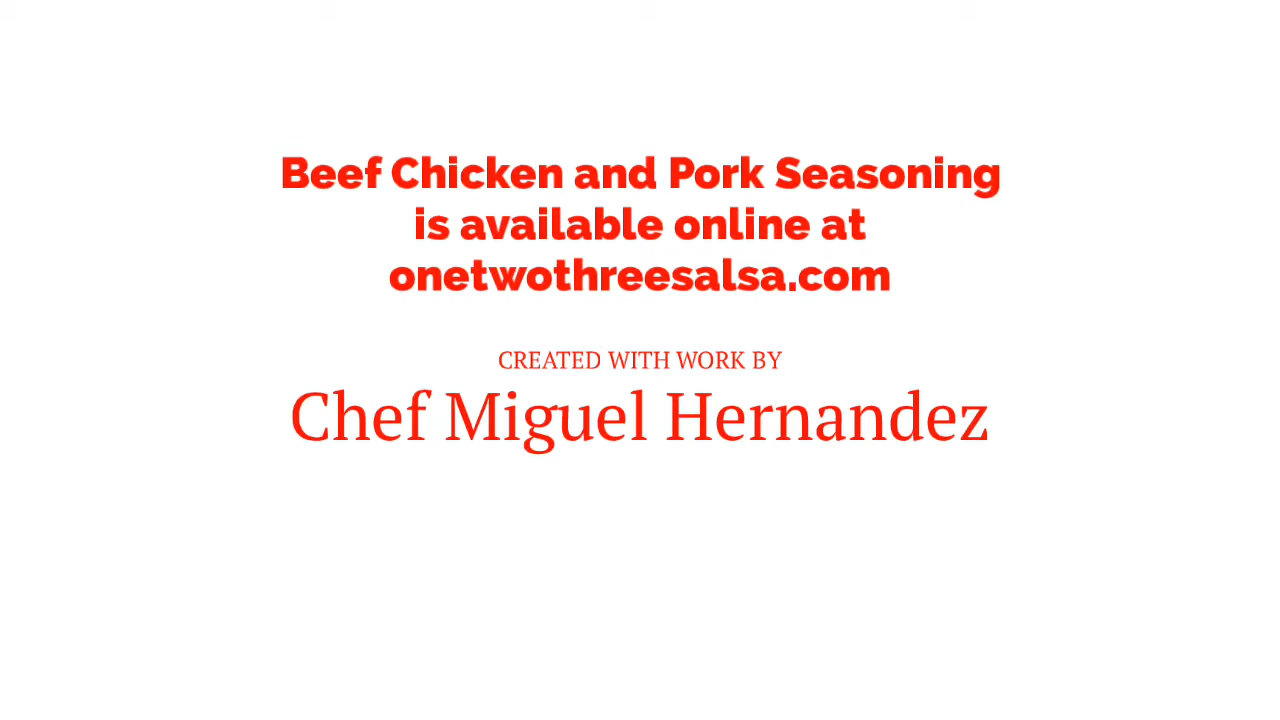 Beef Chicken and Pork Seasoning
is available online at
onetwothreesalsa.com
CREATED WITH WORK BY
Chef Miguel Hernandez